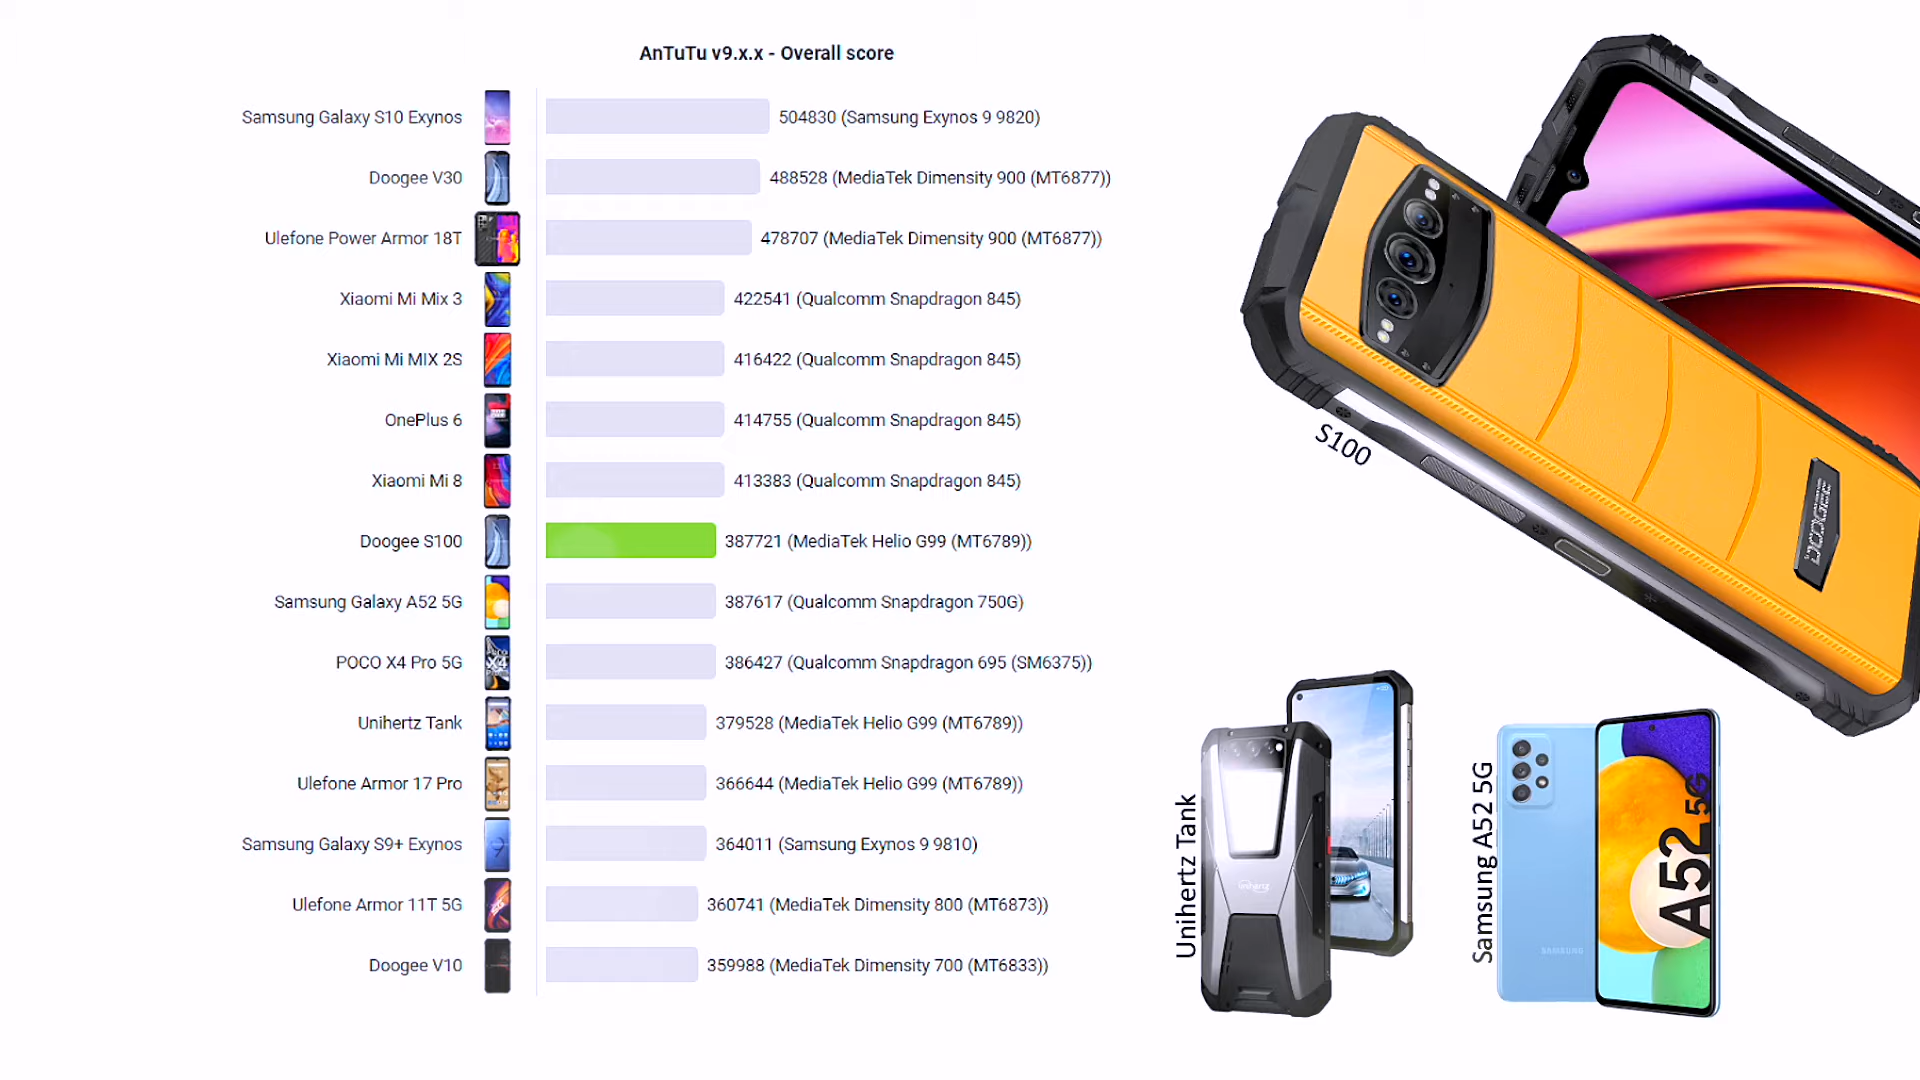 AnTuTu v9.x.x - Overall score
Samsung Galaxy S10 Exynos 504830 (Samsung Exynos 9 9820)
Doogee V30 488528 (MediaTek Dimensity 900 (MT6877))
Ulefone Power Armor 18T 478707 (MediaTek Dimensity 900 (MT6877))
Xiaomi Mi Mix 3 422541 (Qualcomm Snapdragon 845)
Xiaomi Mi MIX 2S 416422 (Qualcomm Snapdragon 845)
OnePlus 6 414755 (Qualcomm Snapdragon 845)
Xiaomi Mi 8 413383 (Qualcomm Snapdragon 845)
Doogee S100 387721 (MediaTek Helio G99 (MT6789))
Samsung Galaxy A52 5G 387617 (Qualcomm Snapdragon 750G)
POCO X4 Pro 5G 386427 (Qualcomm Snapdragon 695 (SM6375))
Unihertz Tank 379528 (MediaTek Helio G99 (MT6789))
Ulefone Armor 17 Pro 366644 (MediaTek Helio G99 (MT6789))
Samsung Galaxy S9+ Exynos 364011 (Samsung Exynos 9 9810)
Ulefone Armor 11T 5G 360741 (MediaTek Dimensity 800 (MT6873))
Doogee V10 359988 (MediaTek Dimensity 700 (MT6833))
S100
DOOGEE
Unihertz Tank
unihertz
Samsung A52 5G
SAMSUNG
A52 5G